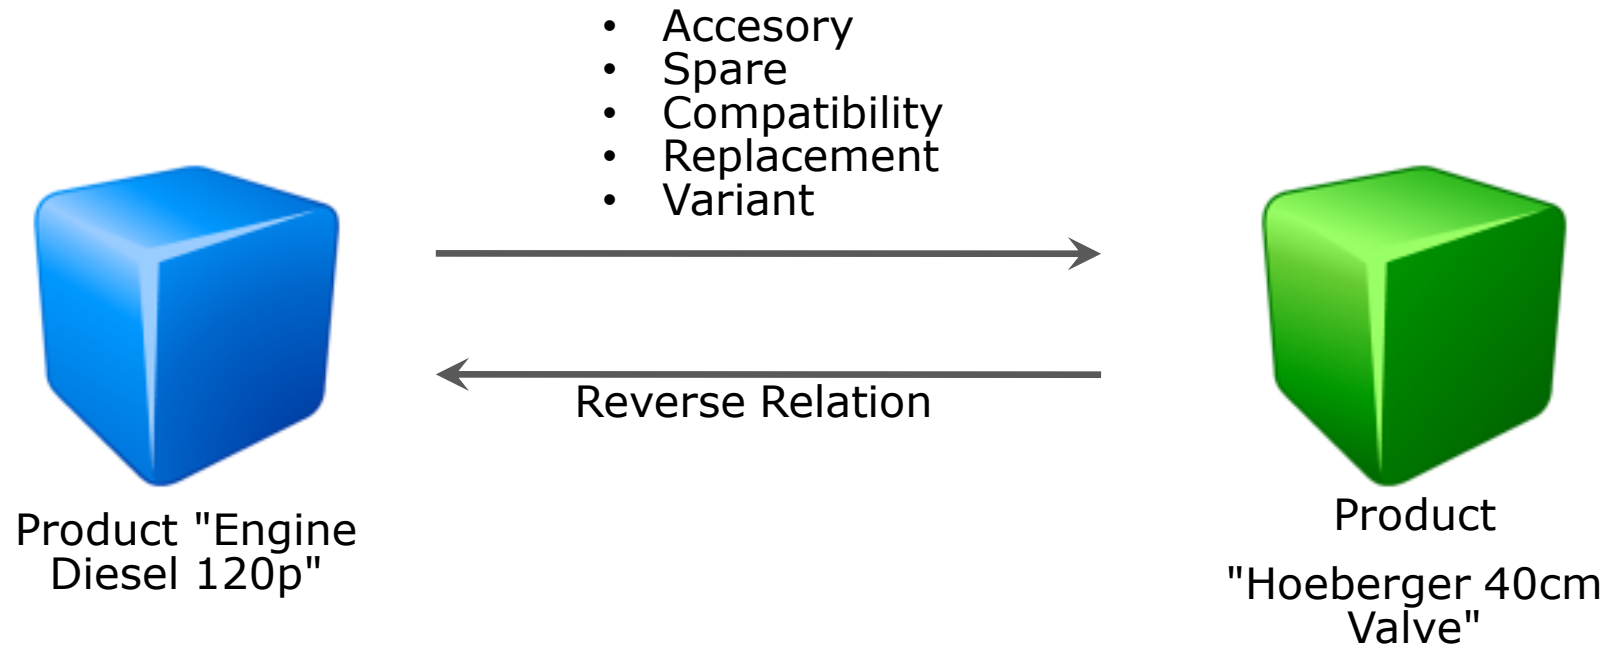 • Accesory
• Spare
• Compatibility
• Replacement
• Variant
Reverse Relation
Product "Engine
Diesel 120p"
Product
"Hoeberger 40cm
Valve"